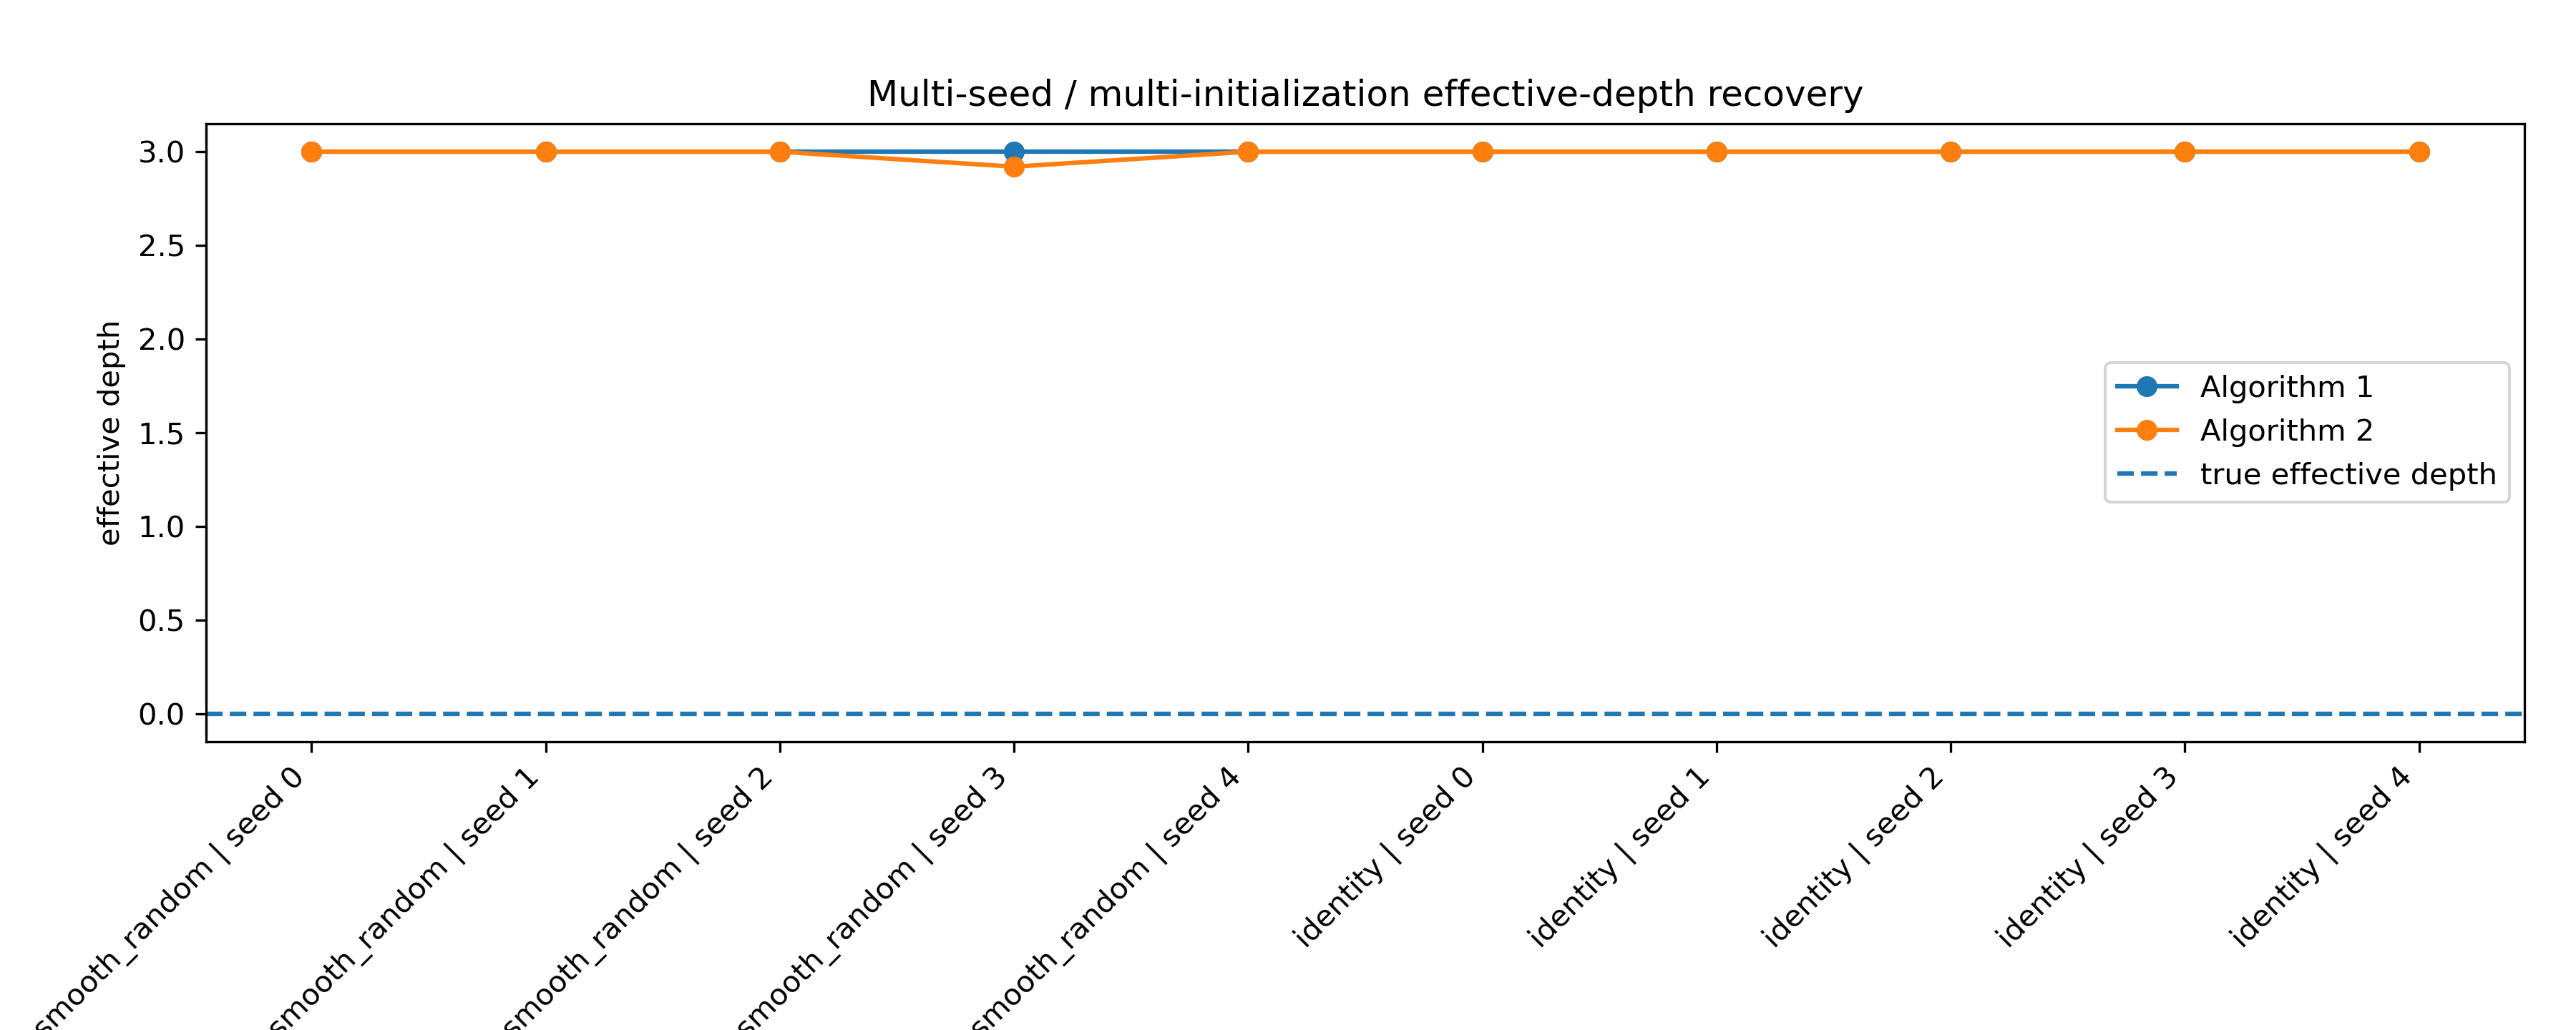 Multi-seed / multi-initialization effective-depth recovery
effective depth
3.0
2.5
2.0
1.5
1.0
0.5
0.0
Algorithm 1
Algorithm 2
true effective depth
smooth_random | seed 0
smooth_random | seed 1
smooth_random | seed 2
smooth_random | seed 3
smooth_random | seed 4
identity | seed 0
identity | seed 1
identity | seed 2
identity | seed 3
identity | seed 4